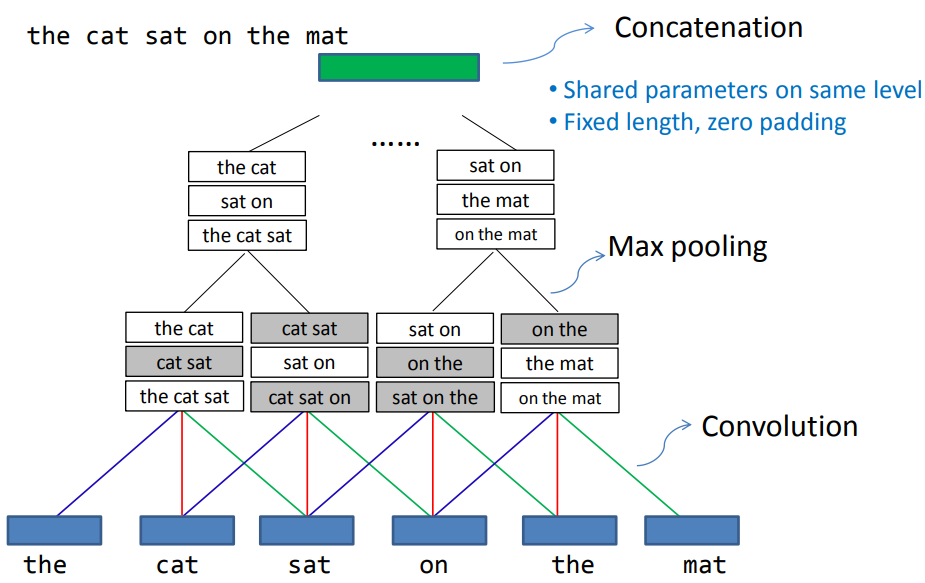 the cat sat on the mat
Concatenation
• Shared parameters on same level
• Fixed length, zero padding
......
the cat
sat on
the cat sat
sat on
the mat
on the mat
Max pooling
the cat
cat sat
the cat sat
cat sat
sat on
cat sat on
sat on
on the
sat on the
on the
the mat
on the mat
Convolution
the cat sat on the mat